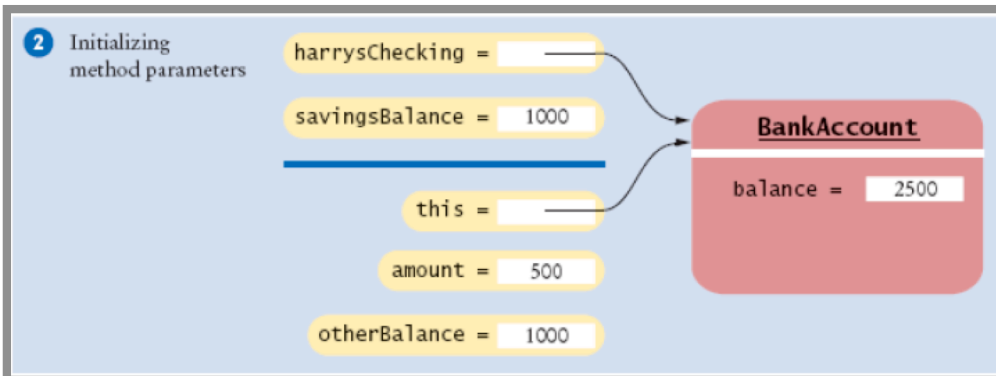 2 Initializing
method parameters
harrysChecking =
savingsBalance = 1000
BankAccount
balance = 2500
this =
amount = 500
otherBalance = 1000